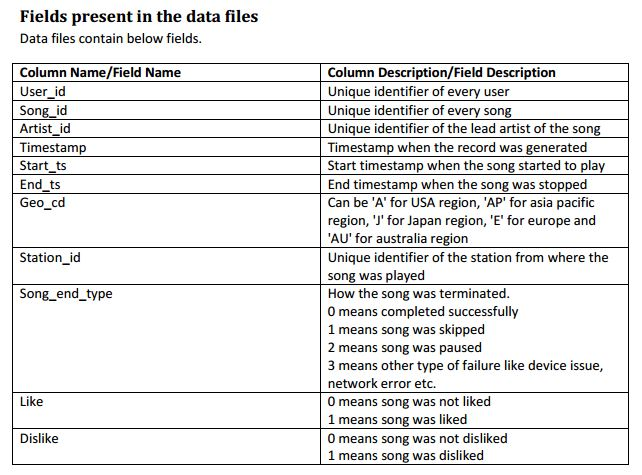 Fields present in the data files
Data files contain below fields.
Column Name/Field Name Column Description/Field Description
User_id Unique identifier of every user
Song_id Unique identifier of every song
Artist_id Unique identifier of the lead artist of the song
Timestamp Timestamp when the record was generated
Start_ts Start timestamp when the song started to play
End_ts End timestamp when the song was stopped
Geo_cd Can be 'A' for USA region, 'AP' for asia pacific
region, 'J' for Japan region, 'E' for europe and
'AU' for australia region
Station_id Unique identifier of the station from where the
song was played
Song_end_type How the song was terminated.
0 means completed successfully
1 means song was skipped
2 means song was paused
3 means other type of failure like device issue,
network error etc.
Like 0 means song was not liked
1 means song was liked
Dislike 0 means song was not disliked
1 means song was disliked